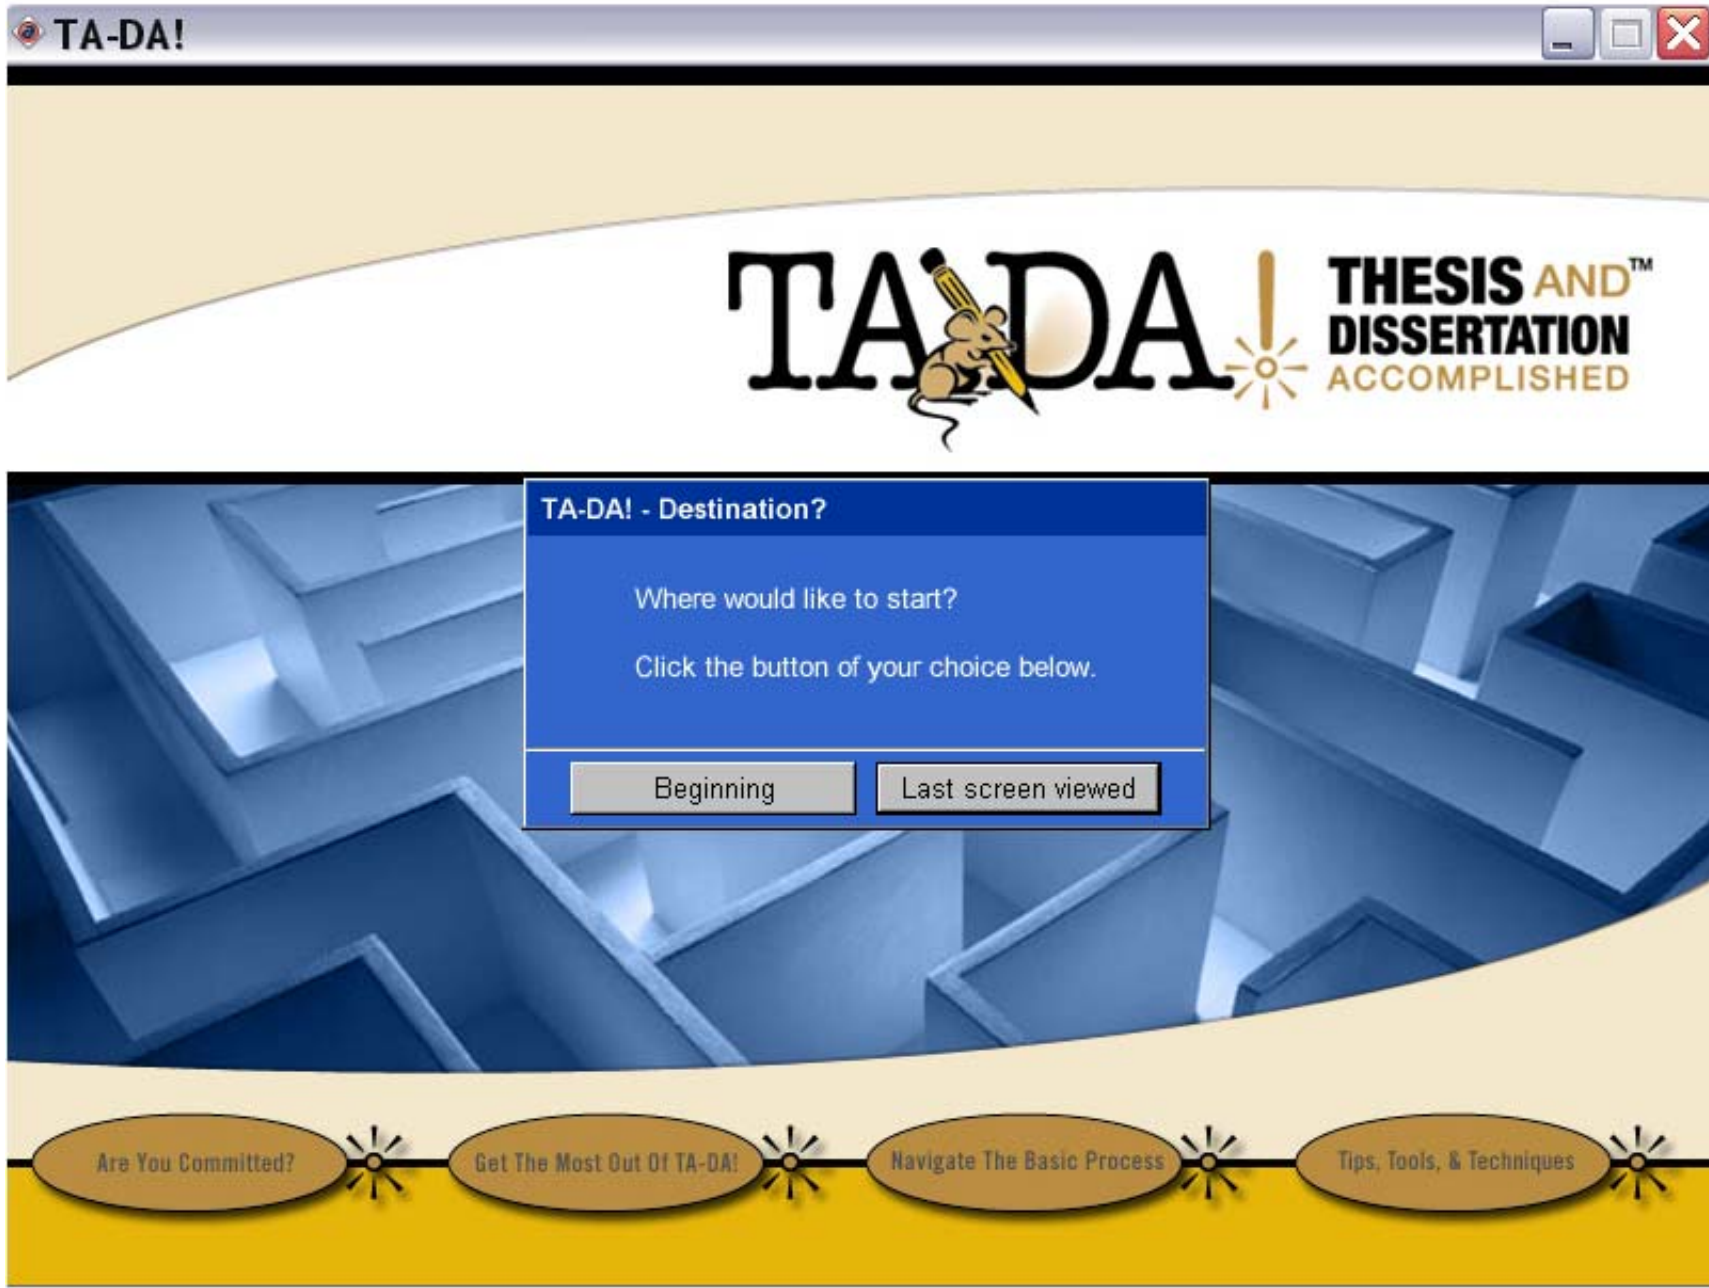 TA-DA!
TA DA! THESIS AND™
DISSERTATION
ACCOMPLISHED
TA-DA! - Destination?
Where would like to start?
Click the button of your choice below.
Beginning Last screen viewed
Are You Committed? Get The Most Out Of TA-DA! Navigate The Basic Process Tips, Tools, & Techniques